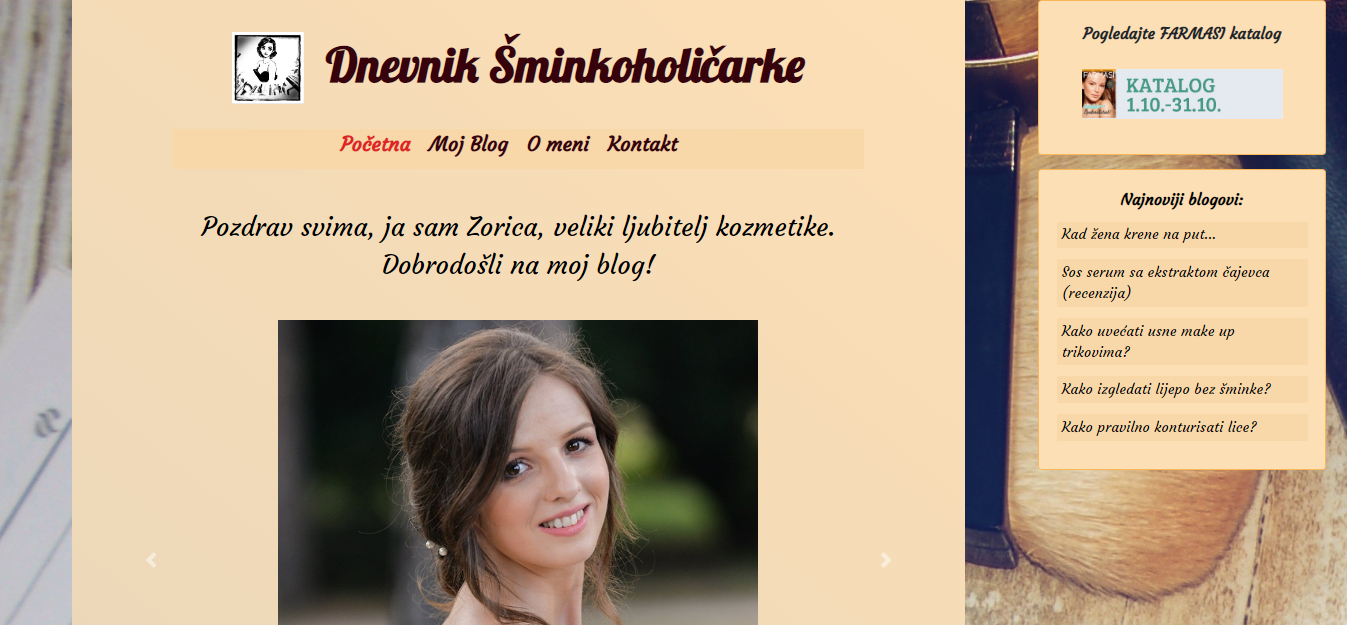 Dnevnik Šminkoholičarke
Početna Moj Blog O meni Kontakt
Pozdrav svima, ja sam Zorica, veliki ljubitelj kozmetike.
Dobrodošli na moj blog!
Pogledajte FARMASI katalog
FARMASI
KATALOG
1.10.-31.10.
Najnoviji blogovi:
Kad žena krene na put...
Sos serum sa ekstraktom čajevca
(recenzija)
Kako uvećati usne make up
trikovima?
Kako izgledati lijepo bez šminke?
Kako pravilno konturisati lice?